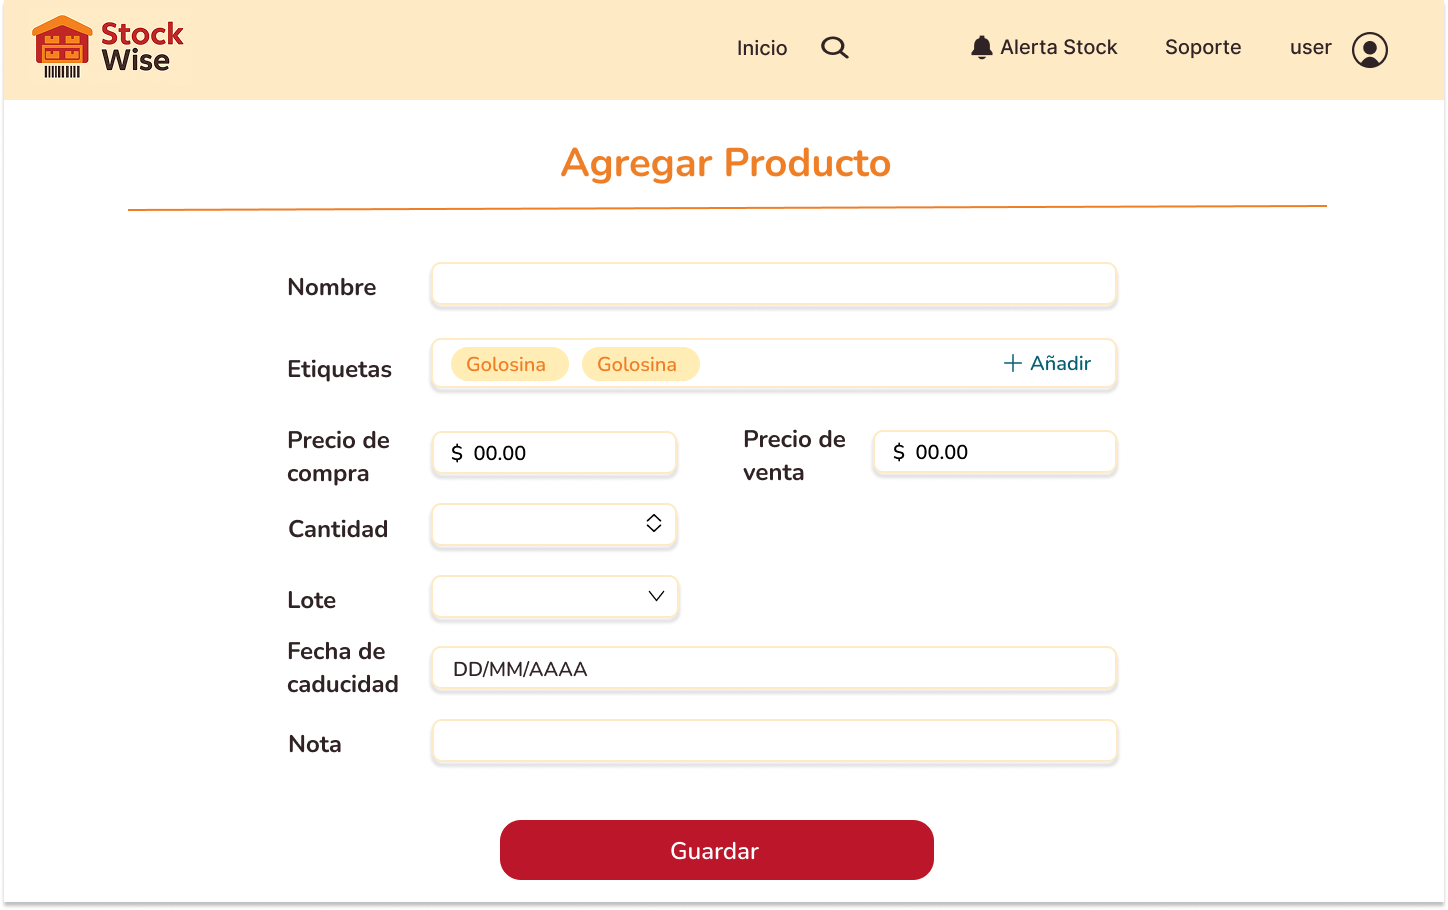 Stock
Wise
Inicio
Alerta Stock
Soporte
user
Agregar Producto
Nombre
Etiquetas
Golosina
Golosina
+ Añadir
Precio de
compra
$ 00.00
Precio de
venta
$ 00.00
Cantidad
Lote
Fecha de
caducidad
DD/MM/AAAA
Nota
Guardar